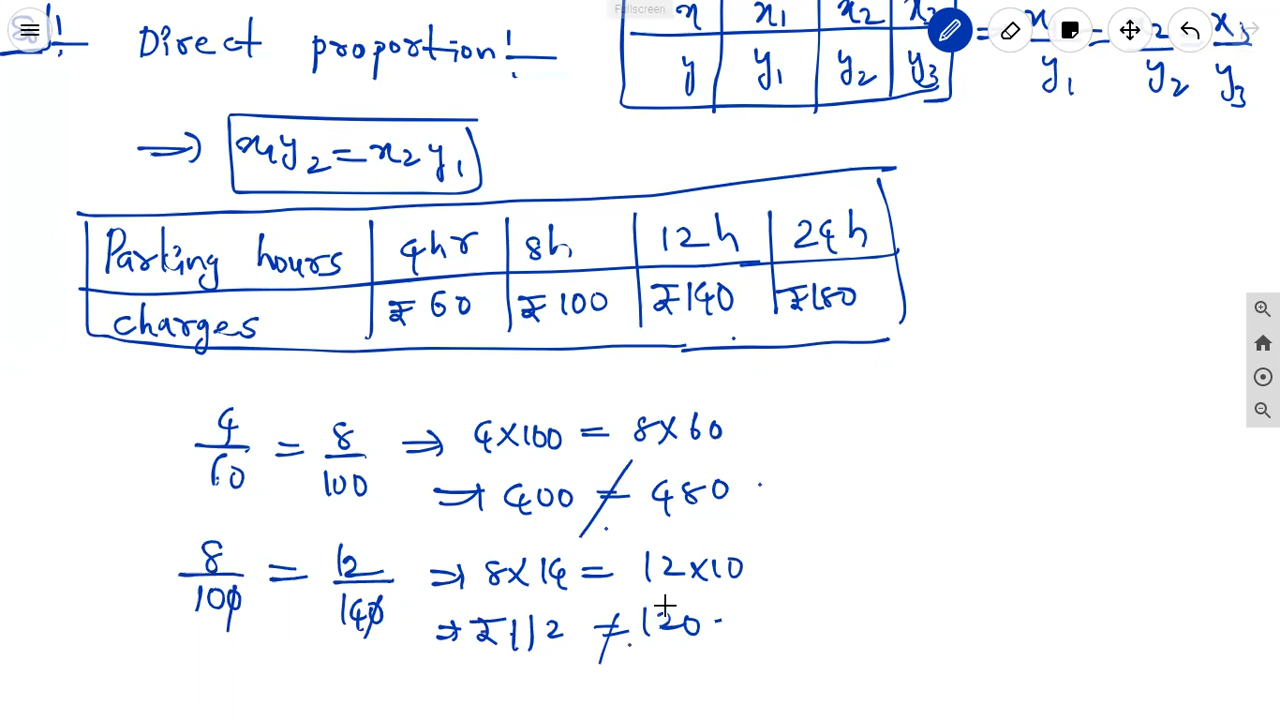 Fullscreen
Direct proportion!
x x1 x2 x3
y y1 y2 y3
= x/y1 = 2/y2 x3/y3
⇒ x1y2 = x2y1
Parking hours 4hr 8h 12h 24h
charges ₹60 ₹100 ₹140 ₹180
4/60 = 8/100 ⇒ 4×100 = 8×60
⇒ 400 ≠ 480
8/100 = 12/140 ⇒ 8×14 = 12×10
⇒ ₹112 ≠ 120